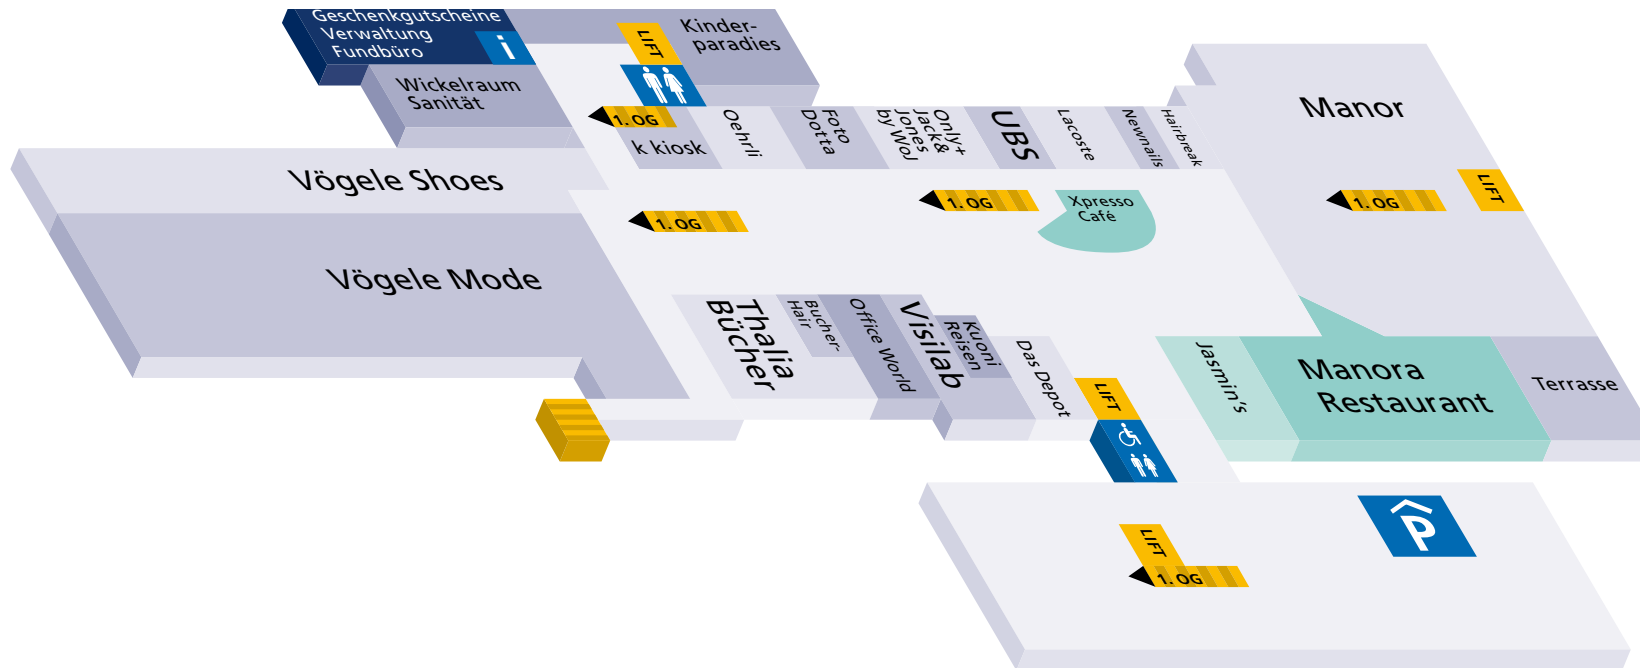 Geschenkgutscheine
Verwaltung
Fundbüro
i
LIFT
Kinder-
paradies
Wickelraum
Sanität
1. OG
k kiosk
Oehrli
Foto
Dotta
Only+
Jack&
Jones
by WoJ
UBS
Lacoste
Newnails
Hairbreak
Manor
LIFT
1. OG
Vögele Shoes
1. OG
1. OG
Xpresso
Café
Vögele Mode
Thalia
Bücher
Bucher-
Hair
Office World
Visilab
Kuoni
Reisen
Das Depot
LIFT
Jasmin's
Manora
Restaurant
Terrasse
LIFT
1. OG
P